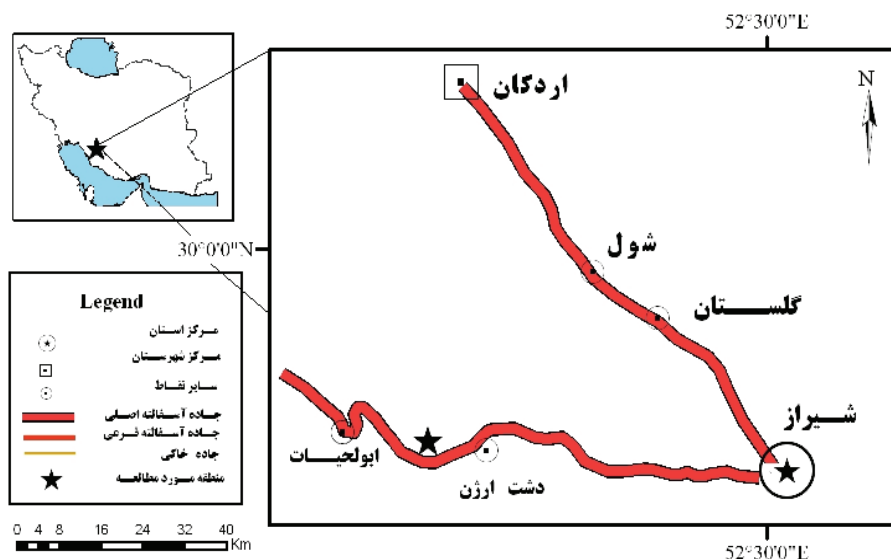 52°30'0"E
N
اردکان
شول
30°0'0"N
گلستان
Legend
مرکز استان
مرکز شهرستان
سایر نقاط
جاده آسفالته اصلی
جاده آسفالته فرعی
جاده خاکی
منطقه مورد مطالعه
شیراز
ابوالحیات
دشت ارژن
0 4 8 16 24 32 40
Km
52°30'0"E